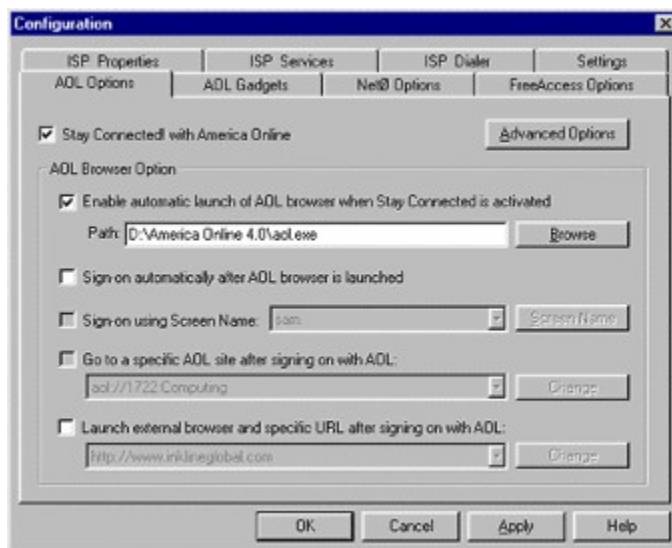 Configuration
ISP Properties ISP Services ISP Dialer Settings
AOL Options AOL Gadgets NetØ Options FreeAccess Options
Stay Connected! with America Online Advanced Options
AOL Browser Option
Enable automatic launch of AOL browser when Stay Connected is activated
Path: D:\America Online 4.0\aol.exe Browse
Sign-on automatically after AOL browser is launched
Sign-on using Screen Name: sam Screen Name
Go to a specific AOL site after signing on with AOL:
aol://1722:Computing Change
Launch external browser and specific URL after signing on with AOL:
http://www.inklineglobal.com Change
OK Cancel Apply Help